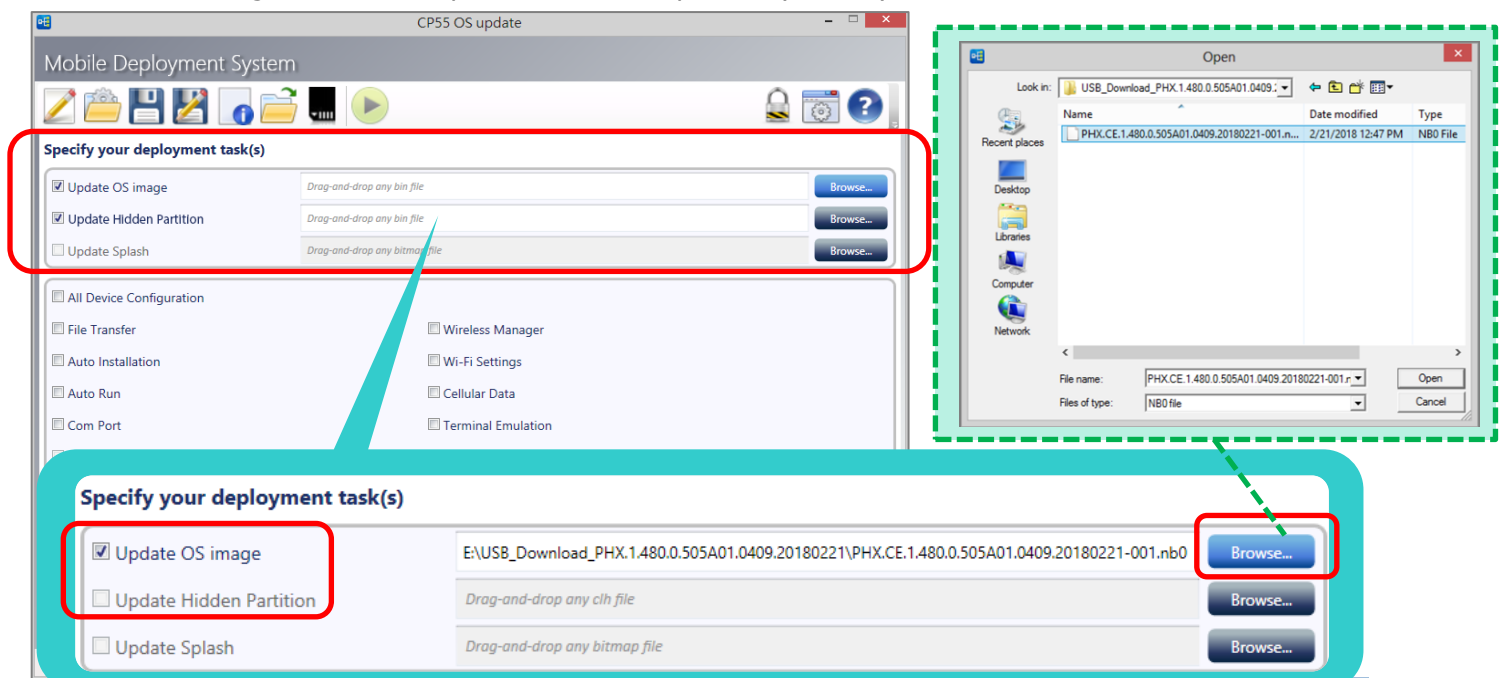 CP55 OS update
Mobile Deployment System
Specify your deployment task(s)
Update OS image Drag-and-drop any bin file Browse...
Update Hidden Partition Drag-and-drop any bin file Browse...
Update Splash Drag-and-drop any bitmap file Browse...
All Device Configuration
File Transfer Wireless Manager
Auto Installation Wi-Fi Settings
Auto Run Cellular Data
Com Port Terminal Emulation
Open
Look in: USB_Download_PHX.1.480.0.505A01.0409.:
Name Date modified Type
PHX.CE.1.480.0.505A01.0409.20180221-001.n... 2/21/2018 12:47 PM NB0 File
Recent places
Desktop
Libraries
Computer
Network
File name: PHX.CE.1.480.0.505A01.0409.20180221-001.r Open
Files of type: NB0 file Cancel
Specify your deployment task(s)
Update OS image E:\USB_Download_PHX.1.480.0.505A01.0409.20180221\PHX.CE.1.480.0.505A01.0409.20180221-001.nb0 Browse...
Update Hidden Partition Drag-and-drop any clh file Browse...
Update Splash Drag-and-drop any bitmap file Browse...